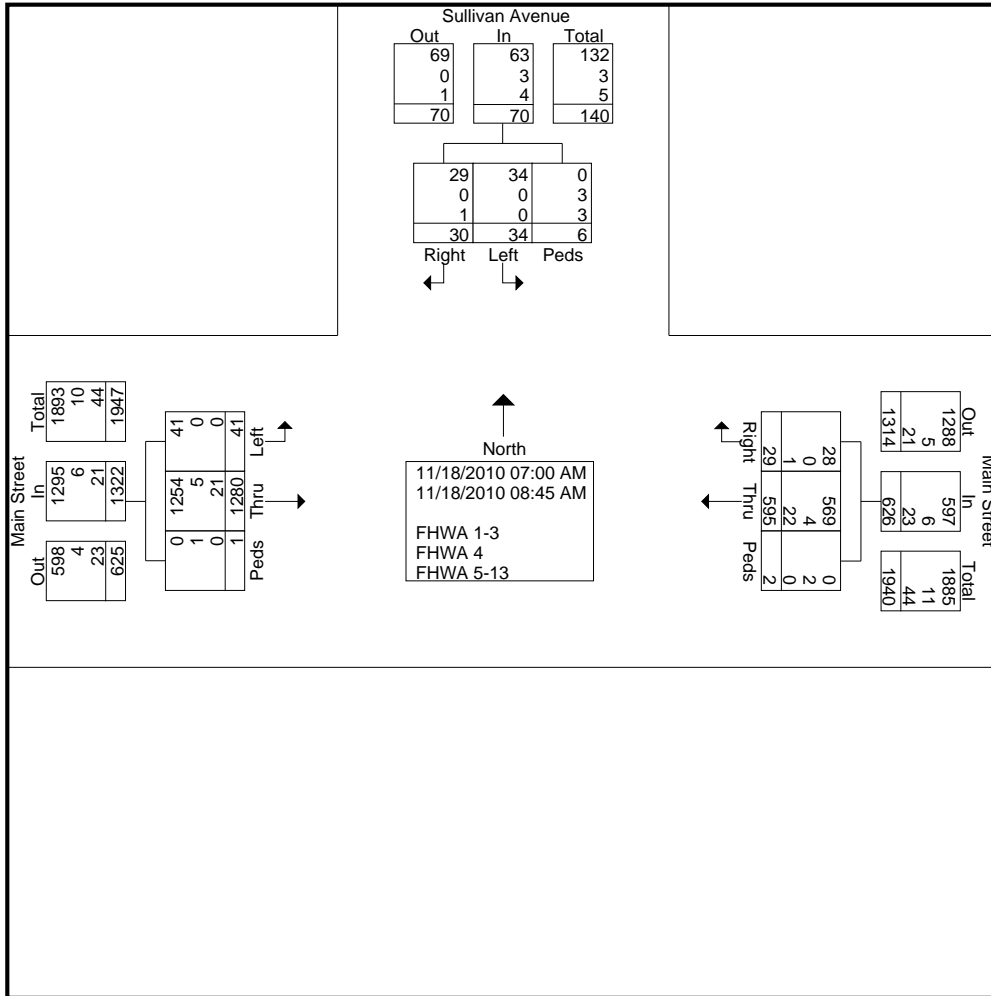 Sullivan Avenue
Out In Total
69 63 132
0 3 3
1 4 5
70 70 140
29 34 0
0 0 3
1 0 3
30 34 6
Right Left Peds
Main Street
Total
1893
10
44
1947
In
1295
6
21
1322
Out
598
4
23
625
Left
41
0
0
41
Thru
1254
5
21
1280
Peds
0
1
0
1
North
11/18/2010 07:00 AM
11/18/2010 08:45 AM
FHWA 1-3
FHWA 4
FHWA 5-13
Right
28
0
1
29
Thru
569
4
22
595
Peds
0
2
0
2
Main Street
Out
1288
5
21
1314
In
597
6
23
626
Total
1885
11
44
1940